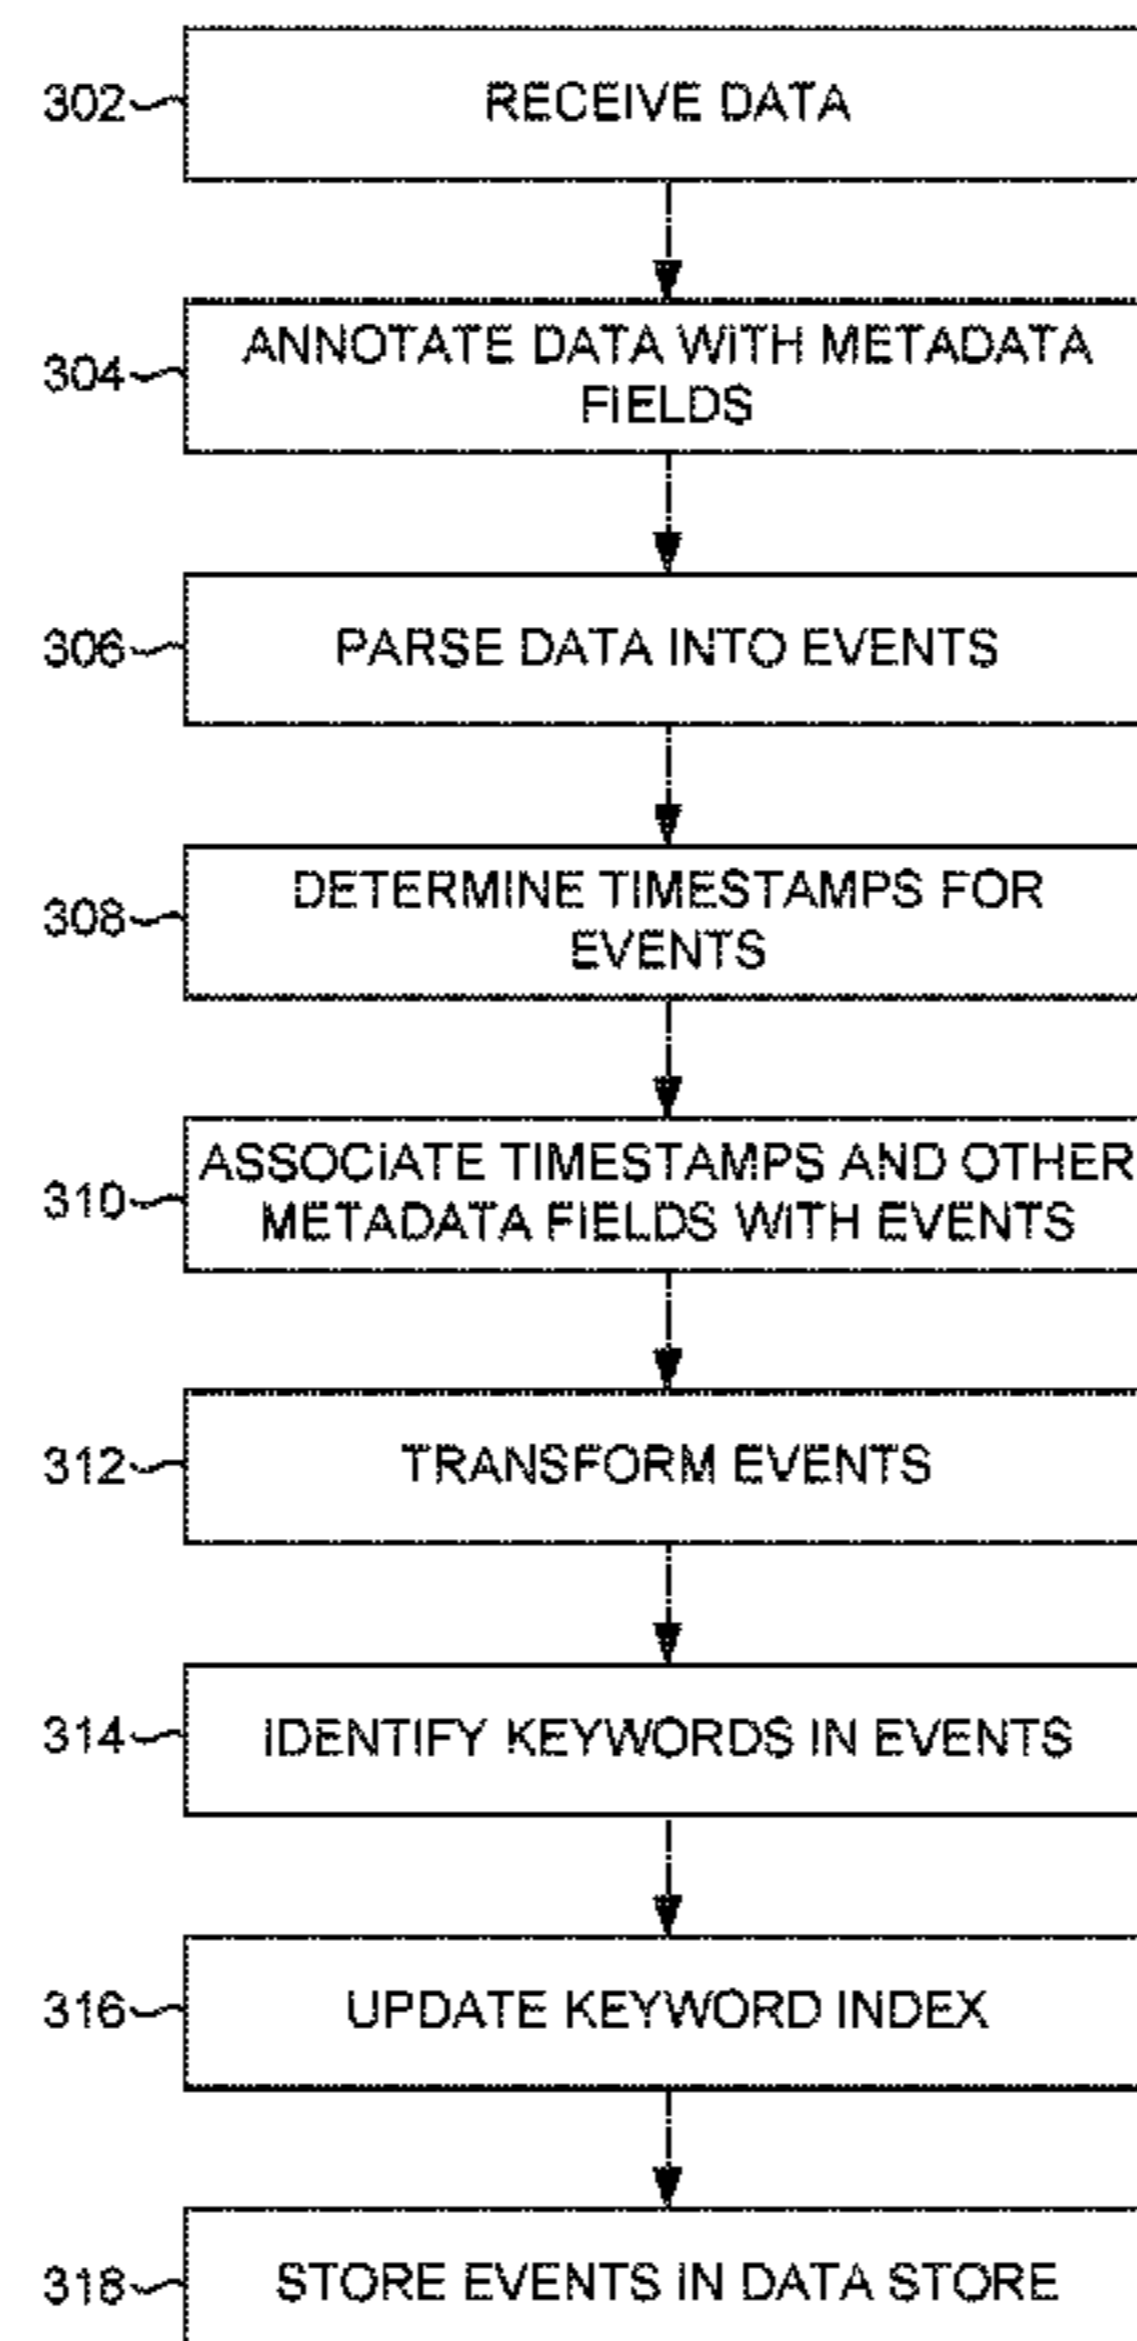 302
RECEIVE DATA
304
ANNOTATE DATA WITH METADATA
FIELDS
306
PARSE DATA INTO EVENTS
308
DETERMINE TIMESTAMPS FOR
EVENTS
310
ASSOCIATE TIMESTAMPS AND OTHER
METADATA FIELDS WITH EVENTS
312
TRANSFORM EVENTS
314
IDENTIFY KEYWORDS IN EVENTS
316
UPDATE KEYWORD INDEX
318
STORE EVENTS IN DATA STORE